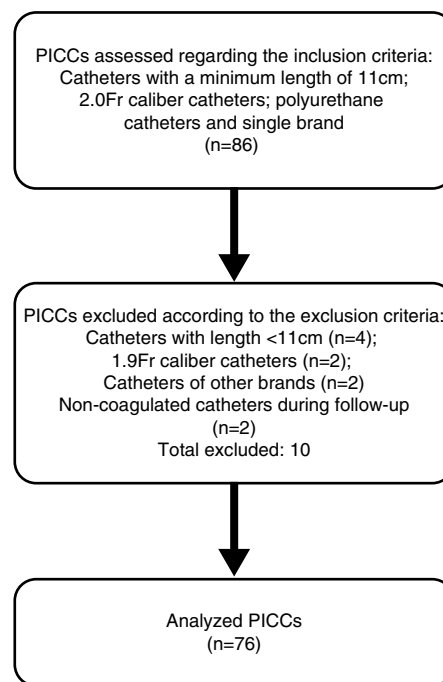 PICCs assessed regarding the inclusion criteria:
Catheters with a minimum length of 11cm;
2.0Fr caliber catheters; polyurethane
catheters and single brand
(n=86)
PICCs excluded according to the exclusion criteria:
Catheters with length <11cm (n=4);
1.9Fr caliber catheters (n=2);
Catheters of other brands (n=2)
Non-coagulated catheters during follow-up
(n=2)
Total excluded: 10
Analyzed PICCs
(n=76)